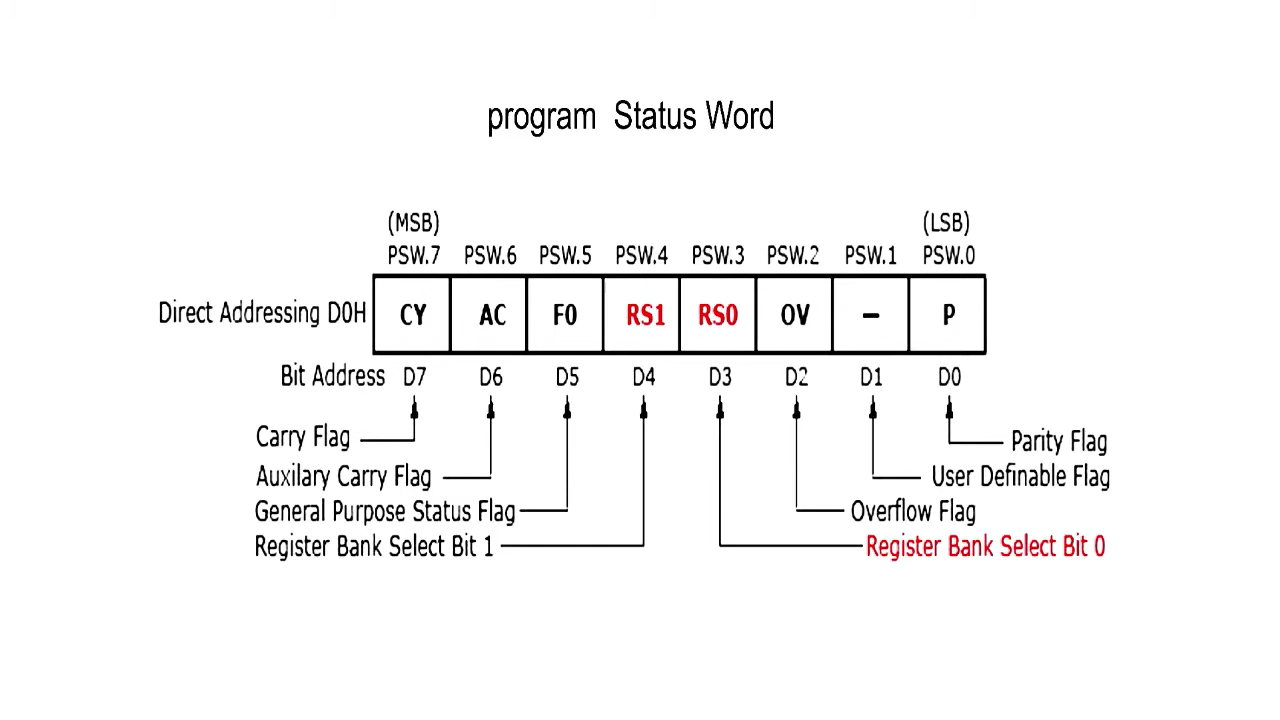 program Status Word
(MSB) (LSB)
PSW.7 PSW.6 PSW.5 PSW.4 PSW.3 PSW.2 PSW.1 PSW.0
Direct Addressing D0H CY AC F0 RS1 RS0 OV – P
Bit Address D7 D6 D5 D4 D3 D2 D1 D0
Carry Flag
Parity Flag
Auxilary Carry Flag
User Definable Flag
General Purpose Status Flag
Overflow Flag
Register Bank Select Bit 1
Register Bank Select Bit 0